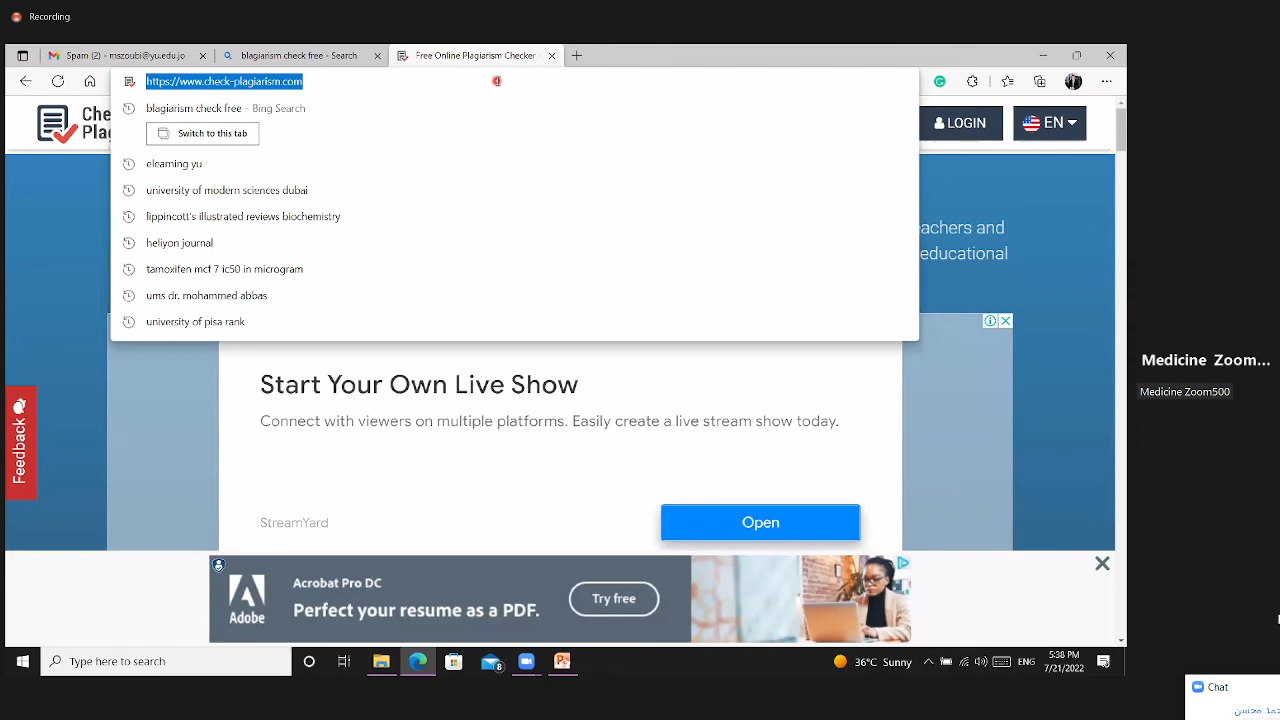 Recording
Spam (2) - mszoubi@yu.edu.jo
blagiarism check free - Search
Free Online Plagiarism Checker -
https://www.check-plagiarism.com
blagiarism check free - Bing Search
Switch to this tab
elearning yu
university of modern sciences dubai
lippincott's illustrated reviews biochemistry
heliyon journal
tamoxifen mcf 7 ic50 in microgram
ums dr. mohammed abbas
university of pisa rank
Che
Pla
LOGIN
EN
eachers and
educational
Feedback
Start Your Own Live Show
Connect with viewers on multiple platforms. Easily create a live stream show today.
StreamYard
Open
Adobe
Acrobat Pro DC
Perfect your resume as a PDF.
Try free
Medicine Zoom...
Medicine Zoom500
Type here to search
8
36°C Sunny
ENG
5:38 PM
7/21/2022
Chat